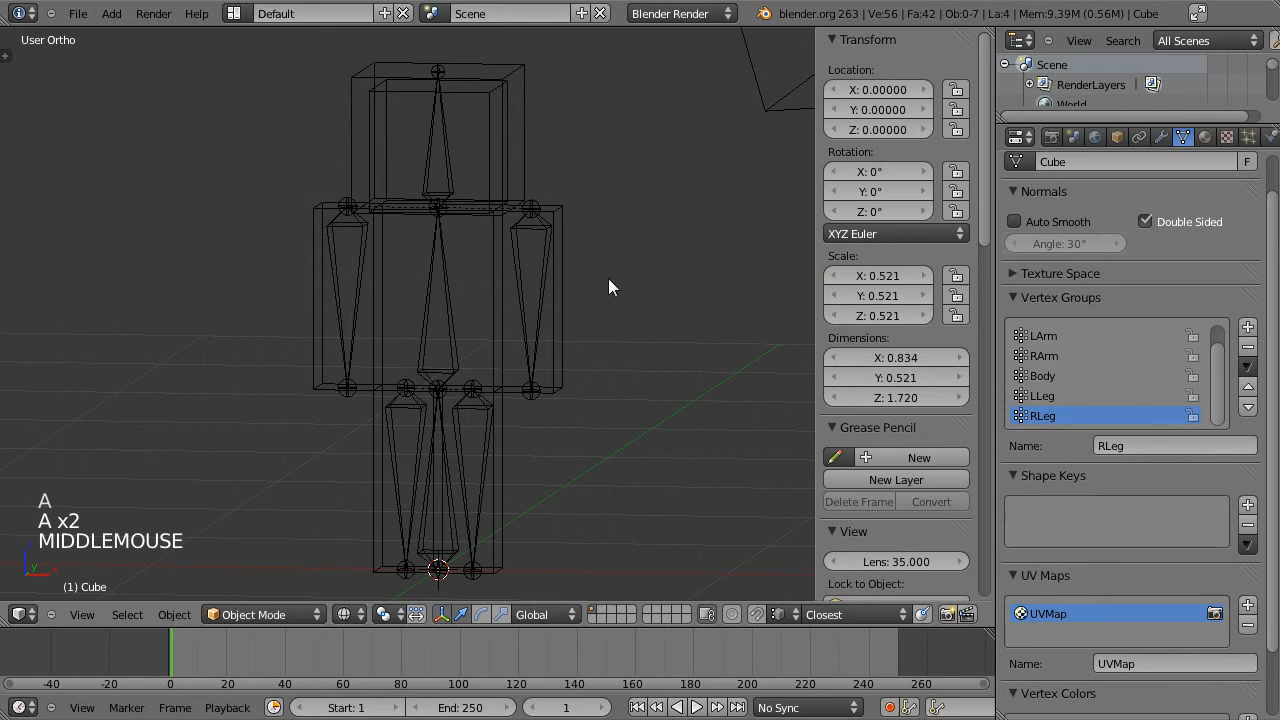 File Add Render Help Default Scene Blender Render blender.org 263 | Ve:56 | Fa:42 | Ob:0-7 | La:4 | Mem:9.39M (0.56M) | Cube
User Ortho
Transform
Location:
X: 0.00000
Y: 0.00000
Z: 0.00000
Rotation:
X: 0°
Y: 0°
Z: 0°
XYZ Euler
Scale:
X: 0.521
Y: 0.521
Z: 0.521
Dimensions:
X: 0.834
Y: 0.521
Z: 1.720
Grease Pencil
New
New Layer
Delete Frame Convert
View
Lens: 35.000
Lock to Object:
View Search All Scenes
Scene
RenderLayers
World
Cube F
Normals
Auto Smooth Double Sided
Angle: 30°
Texture Space
Vertex Groups
LArm
RArm
Body
LLeg
RLeg
Name: RLeg
Shape Keys
UV Maps
UVMap
Name: UVMap
Vertex Colors
A
A x2
MIDDLEMOUSE
y
(1) Cube
View Select Object Object Mode Global Closest
-40 -20 0 20 40 60 80 100 120 140 160 180 200 220 240 260 280
View Marker Frame Playback Start: 1 End: 250 1 No Sync